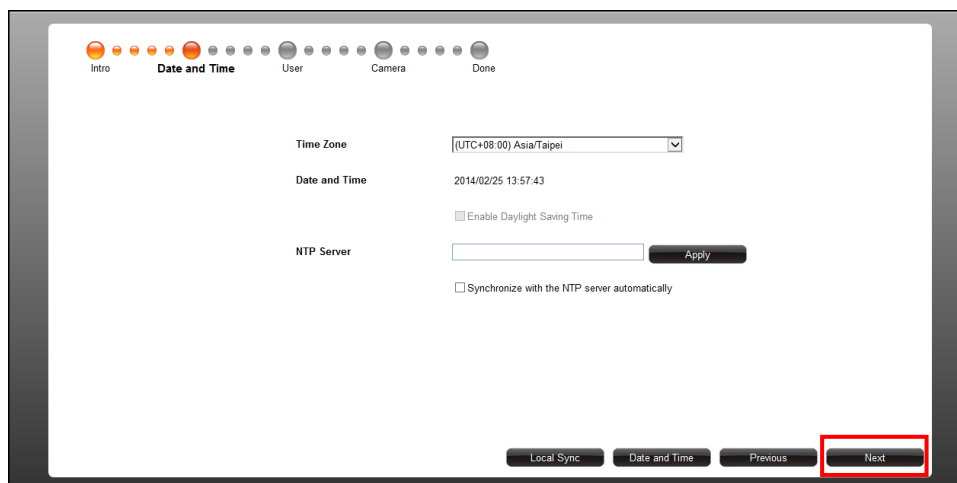 Intro Date and Time User Camera Done
Time Zone (UTC+08:00) Asia/Taipei
Date and Time 2014/02/25 13:57:43
Enable Daylight Saving Time
NTP Server Apply
Synchronize with the NTP server automatically
Local Sync Date and Time Previous Next